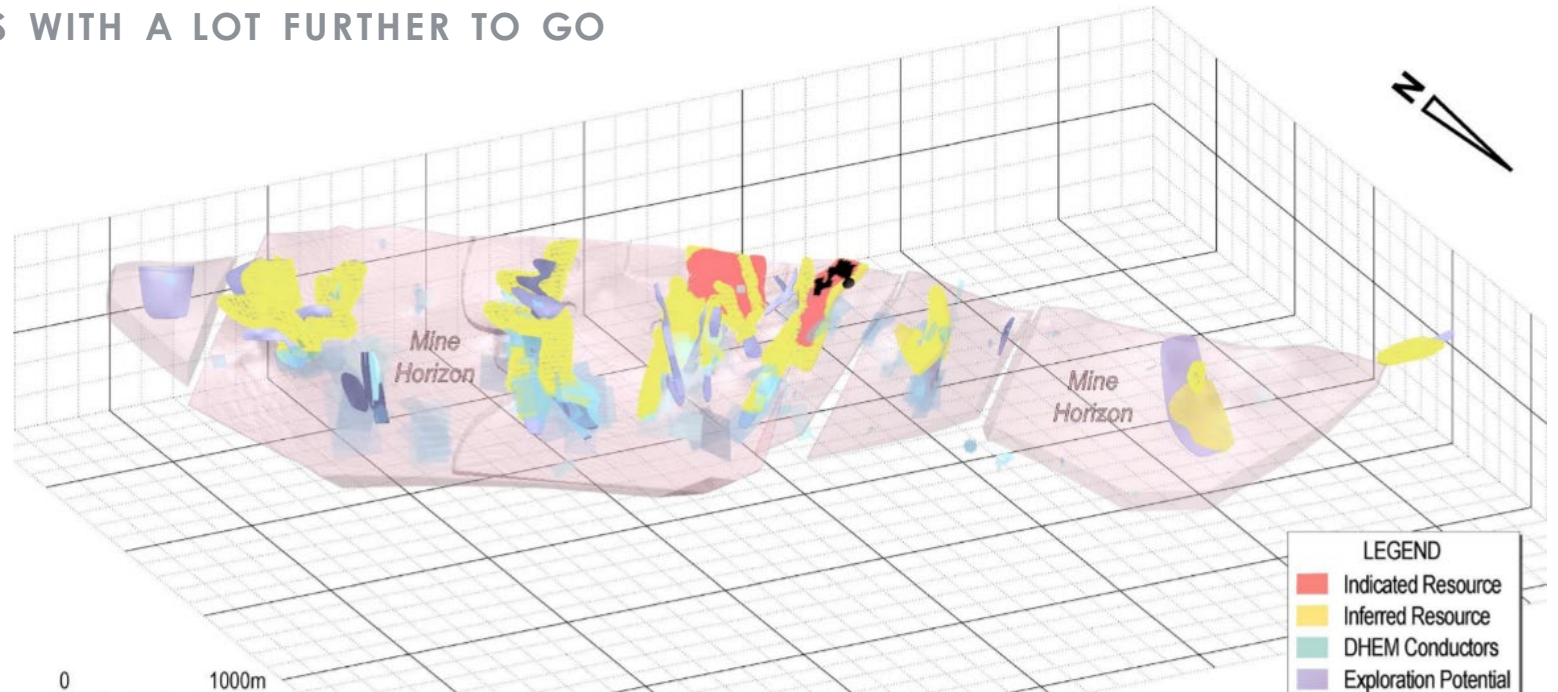 WITH A LOT FURTHER TO GO
N
Mine
Horizon
Mine
Horizon
LEGEND
Indicated Resource
Inferred Resource
DHEM Conductors
Exploration Potential
0 1000m